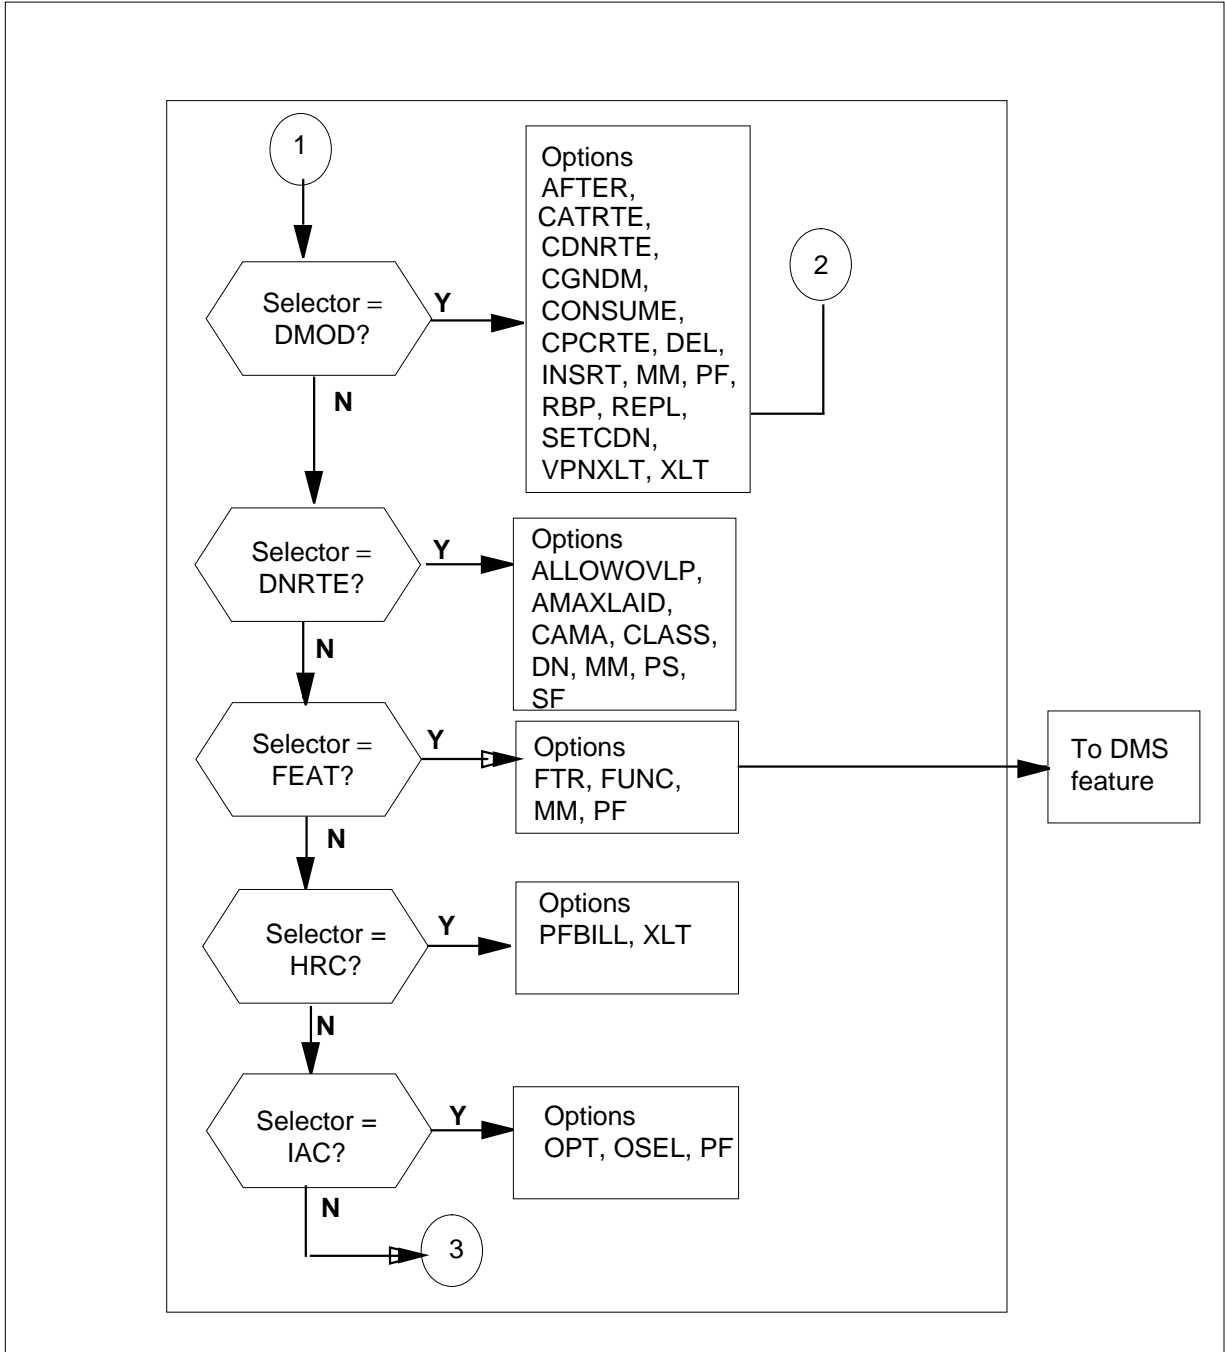 1
Selector =
DMOD?
Y
Options
AFTER,
CATRTE,
CDNRTE,
CGNDM,
CONSUME,
CPCRTE, DEL,
INSRT, MM, PF,
RBP, REPL,
SETCDN,
VPNXLT, XLT
2
N
Selector =
DNRTE?
Y
Options
ALLOWOVLP,
AMAXLAID,
CAMA, CLASS,
DN, MM, PS,
SF
N
Selector =
FEAT?
Y
Options
FTR, FUNC,
MM, PF
To DMS
feature
N
Selector =
HRC?
Y
Options
PFBILL, XLT
N
Selector =
IAC?
Y
Options
OPT, OSEL, PF
N
3